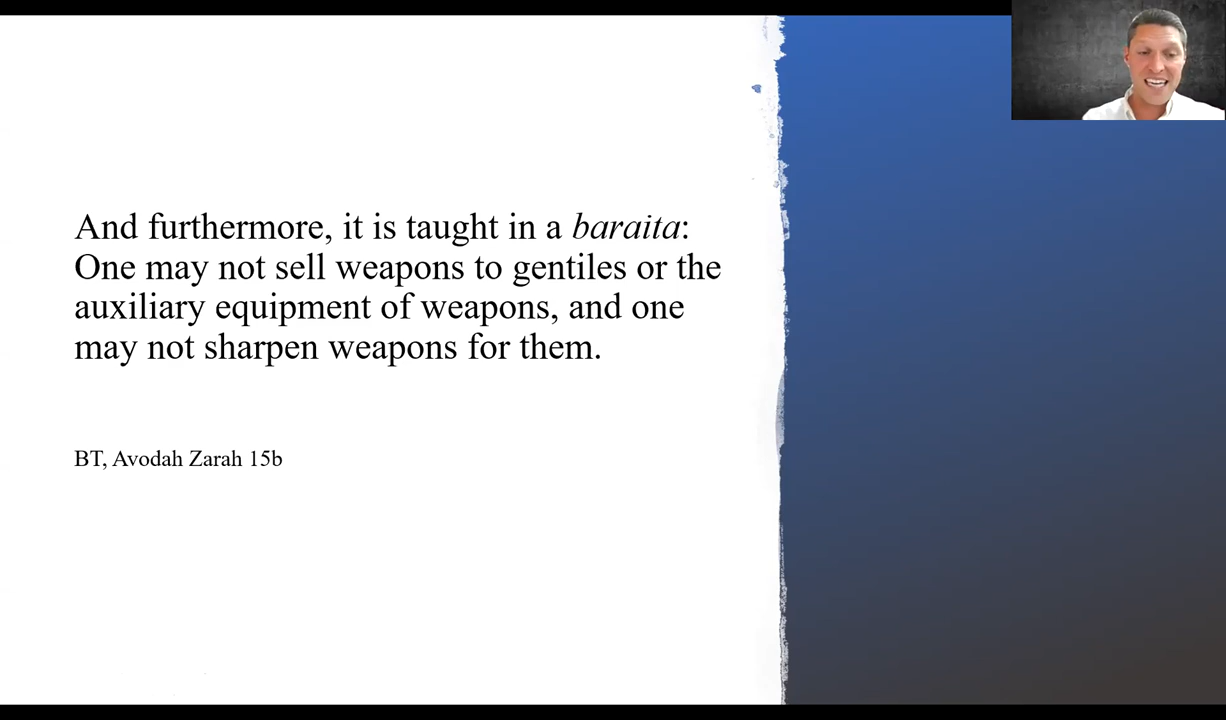 And furthermore, it is taught in a baraita:
One may not sell weapons to gentiles or the
auxiliary equipment of weapons, and one
may not sharpen weapons for them.
BT, Avodah Zarah 15b